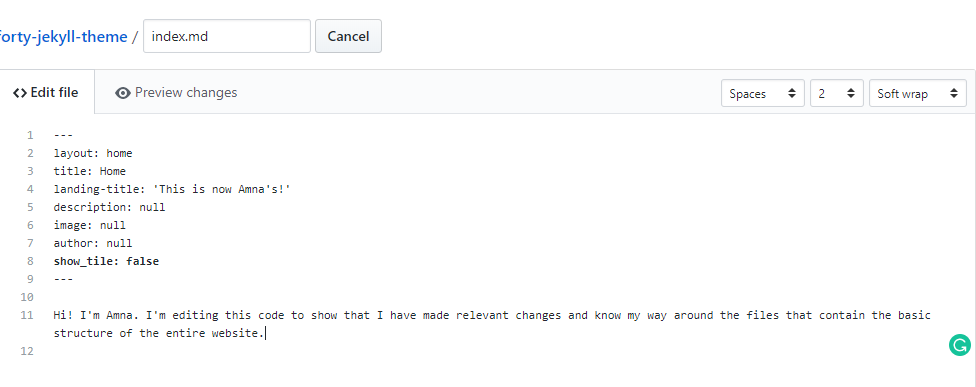 forty-jekyll-theme / index.md Cancel
<> Edit file Preview changes Spaces 2 Soft wrap
1 ---
2 layout: home
3 title: Home
4 landing-title: 'This is now Amna's!'
5 description: null
6 image: null
7 author: null
8 show_tile: false
9 ---
10
11 Hi! I'm Amna. I'm editing this code to show that I have made relevant changes and know my way around the files that contain the basic
structure of the entire website.
12